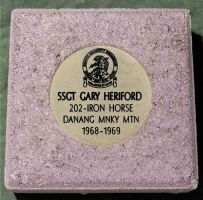 SSGT GARY HERIFORD
202-IRON HORSE
DANANG MNKY MTN
1968-1969